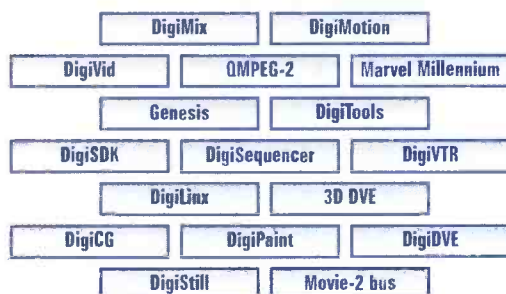 DigiMix DigiMotion
DigiVid QMPEG-2 Marvel Millennium
Genesis DigiTools
DigiSDK DigiSequencer DigiVTR
DigiLinx 3D DVE
DigiCG DigiPaint DigiDVE
DigiStill Movie-2 bus